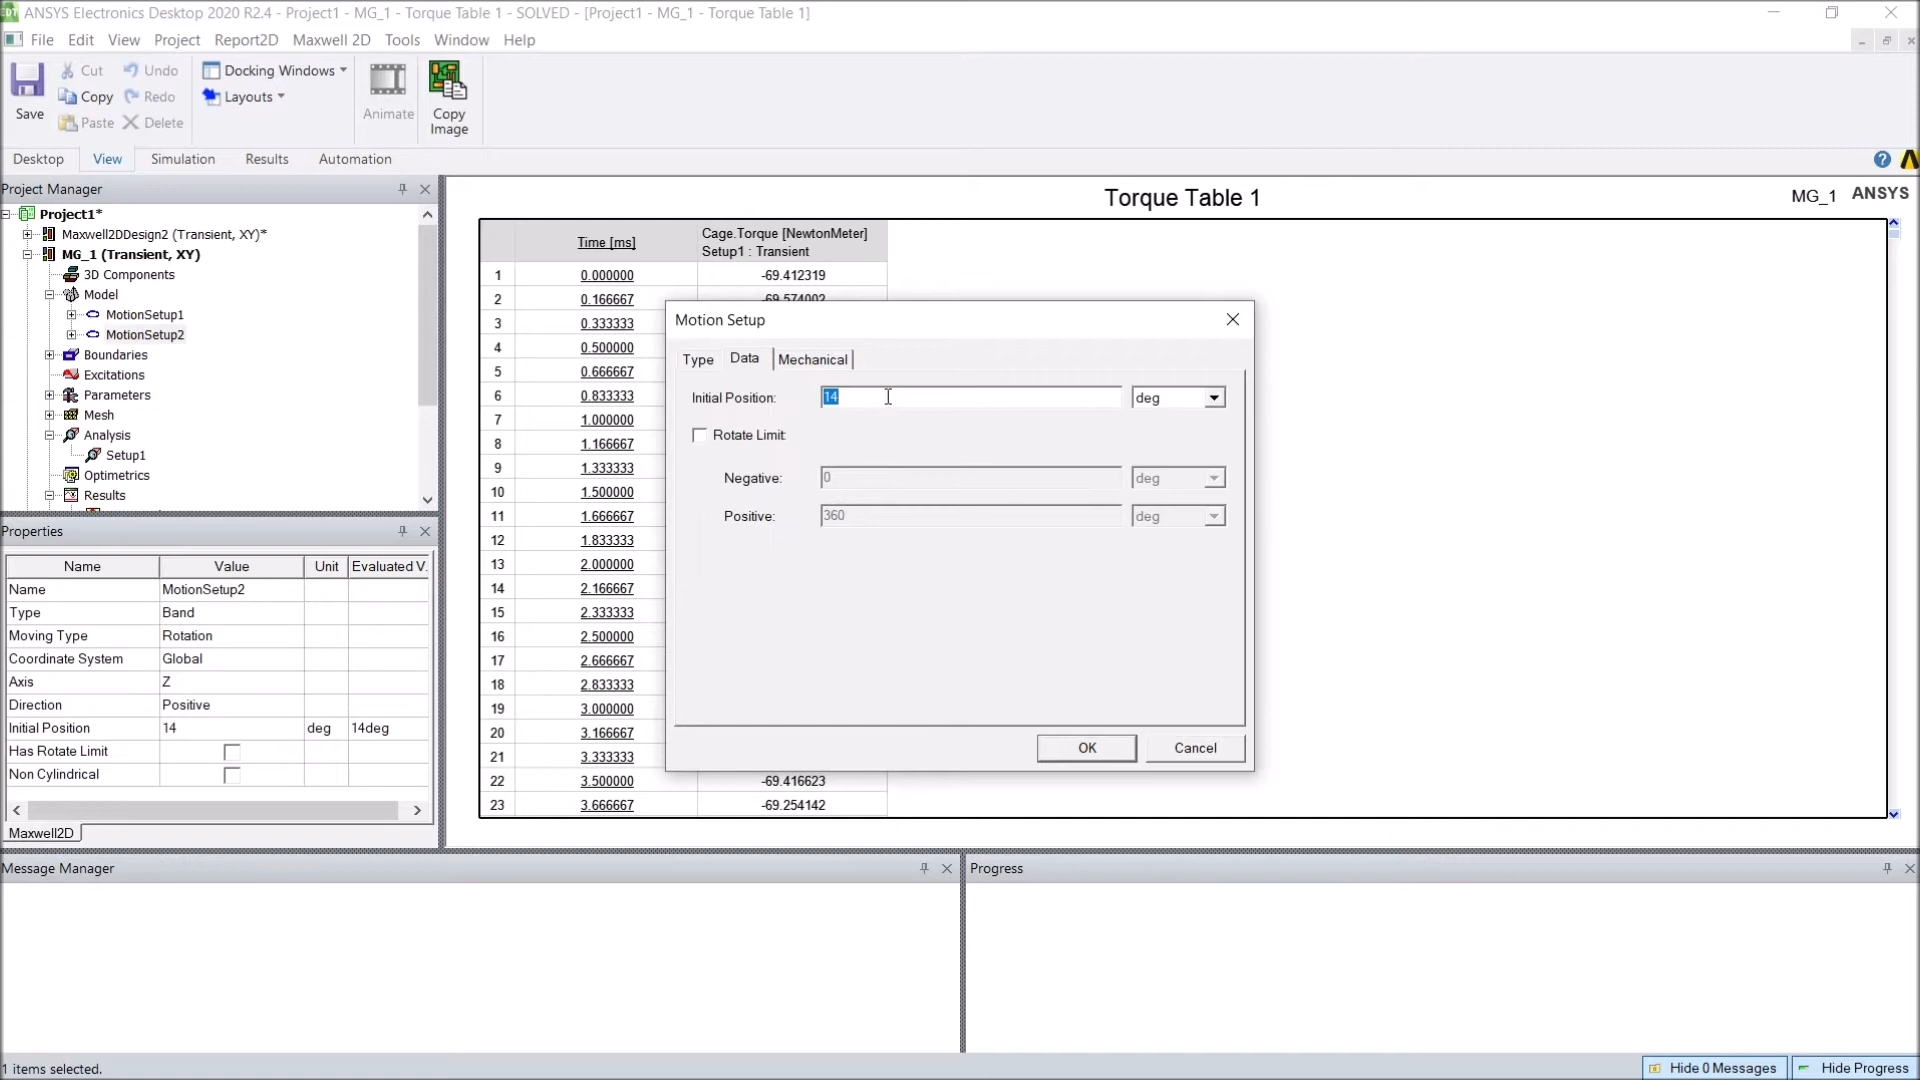 ANSYS Electronics Desktop 2020 R2.4 - Project1 - MG_1 - Torque Table 1 - SOLVED - [Project1 - MG_1 - Torque Table 1]
File Edit View Project Report2D Maxwell 2D Tools Window Help
Save
Cut Undo
Copy Redo
Paste Delete
Docking Windows
Layouts
Animate
Copy
Image
Desktop View Simulation Results Automation
Project Manager
Project1*
Maxwell2DDesign2 (Transient, XY)*
MG_1 (Transient, XY)
3D Components
Model
MotionSetup1
MotionSetup2
Boundaries
Excitations
Parameters
Mesh
Analysis
Setup1
Optimetrics
Results
Properties
Name Value Unit Evaluated V.
Name MotionSetup2
Type Band
Moving Type Rotation
Coordinate System Global
Axis Z
Direction Positive
Initial Position 14 deg 14deg
Has Rotate Limit
Non Cylindrical
Maxwell2D
Torque Table 1
MG_1 ANSYS
Time [ms] Cage.Torque [NewtonMeter]
Setup1 : Transient
1 0.000000 -69.412319
2 0.166667 -69.574002
3 0.333333
4 0.500000
5 0.666667
6 0.833333
7 1.000000
8 1.166667
9 1.333333
10 1.500000
11 1.666667
12 1.833333
13 2.000000
14 2.166667
15 2.333333
16 2.500000
17 2.666667
18 2.833333
19 3.000000
20 3.166667
21 3.333333
22 3.500000 -69.416623
23 3.666667 -69.254142
Motion Setup
Type Data Mechanical
Initial Position: 14 deg
Rotate Limit
Negative: 0 deg
Positive: 360 deg
OK Cancel
Message Manager
Progress
1 items selected.
Hide 0 Messages Hide Progress